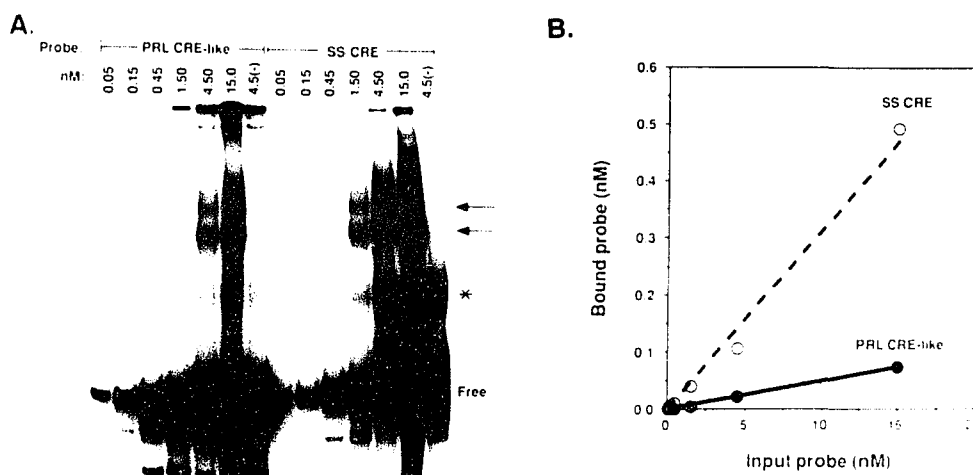 A.
Probe: PRL CRE-like SS CRE
nM: 0.05 0.15 0.45 1.50 4.50 15.0 4.5(-) 0.05 0.15 0.45 1.50 4.50 15.0 4.5(-)
*
Free
B.
0.6
0.5
0.4
0.3
0.2
0.1
0.0
0 5 10 15
Bound probe (nM)
Input probe (nM)
SS CRE
PRL CRE-like